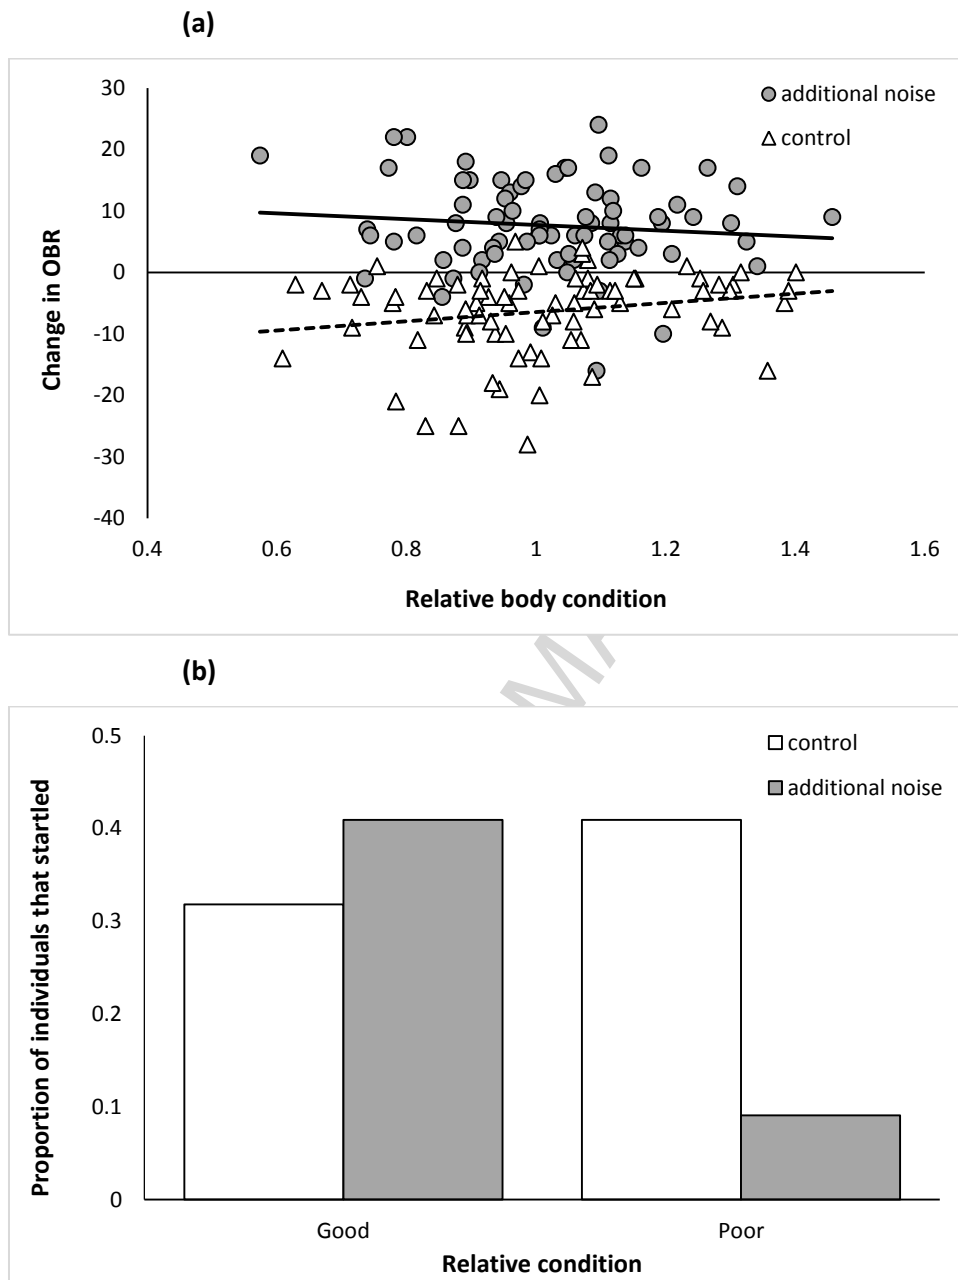 (a)
30
20
10
0
-10
-20
-30
-40
0.4 0.6 0.8 1 1.2 1.4 1.6
Change in OBR
Relative body condition
additional noise
control
MA
(b)
0.5
0.4
0.3
0.2
0.1
0
Good Poor
Proportion of individuals that startled
Relative condition
control
additional noise